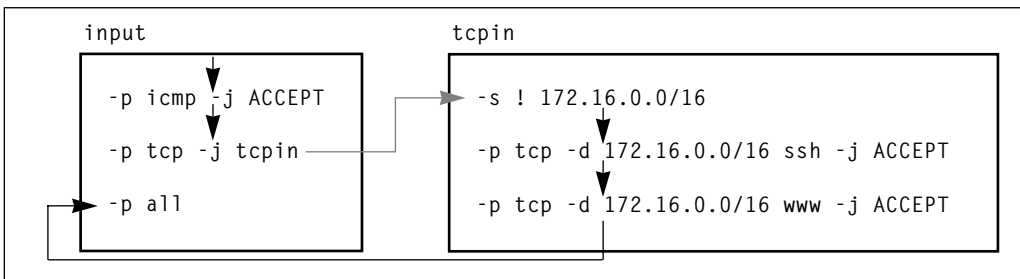 input
-p icmp -j ACCEPT
-p tcp -j tcpin
-p all
tcpin
-s ! 172.16.0.0/16
-p tcp -d 172.16.0.0/16 ssh -j ACCEPT
-p tcp -d 172.16.0.0/16 www -j ACCEPT